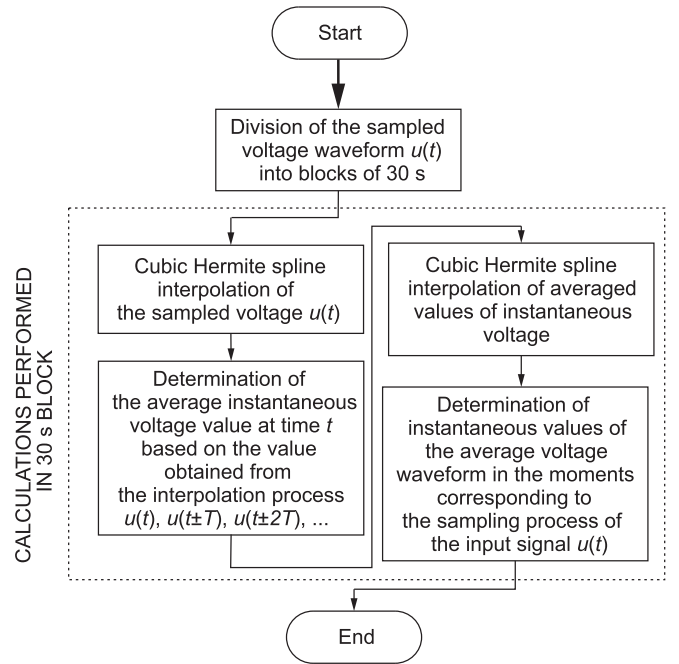 Start
Division of the sampled
voltage waveform u(t)
into blocks of 30 s
CALCULATIONS PERFORMED
IN 30 s BLOCK
Cubic Hermite spline
interpolation of
the sampled voltage u(t)
Determination of
the average instantaneous
voltage value at time t
based on the value
obtained from
the interpolation process
u(t), u(t±T), u(t±2T), ...
Cubic Hermite spline
interpolation of averaged
values of instantaneous
voltage
Determination of
instantaneous values of
the average voltage
waveform in the moments
corresponding to
the sampling process of
the input signal u(t)
End